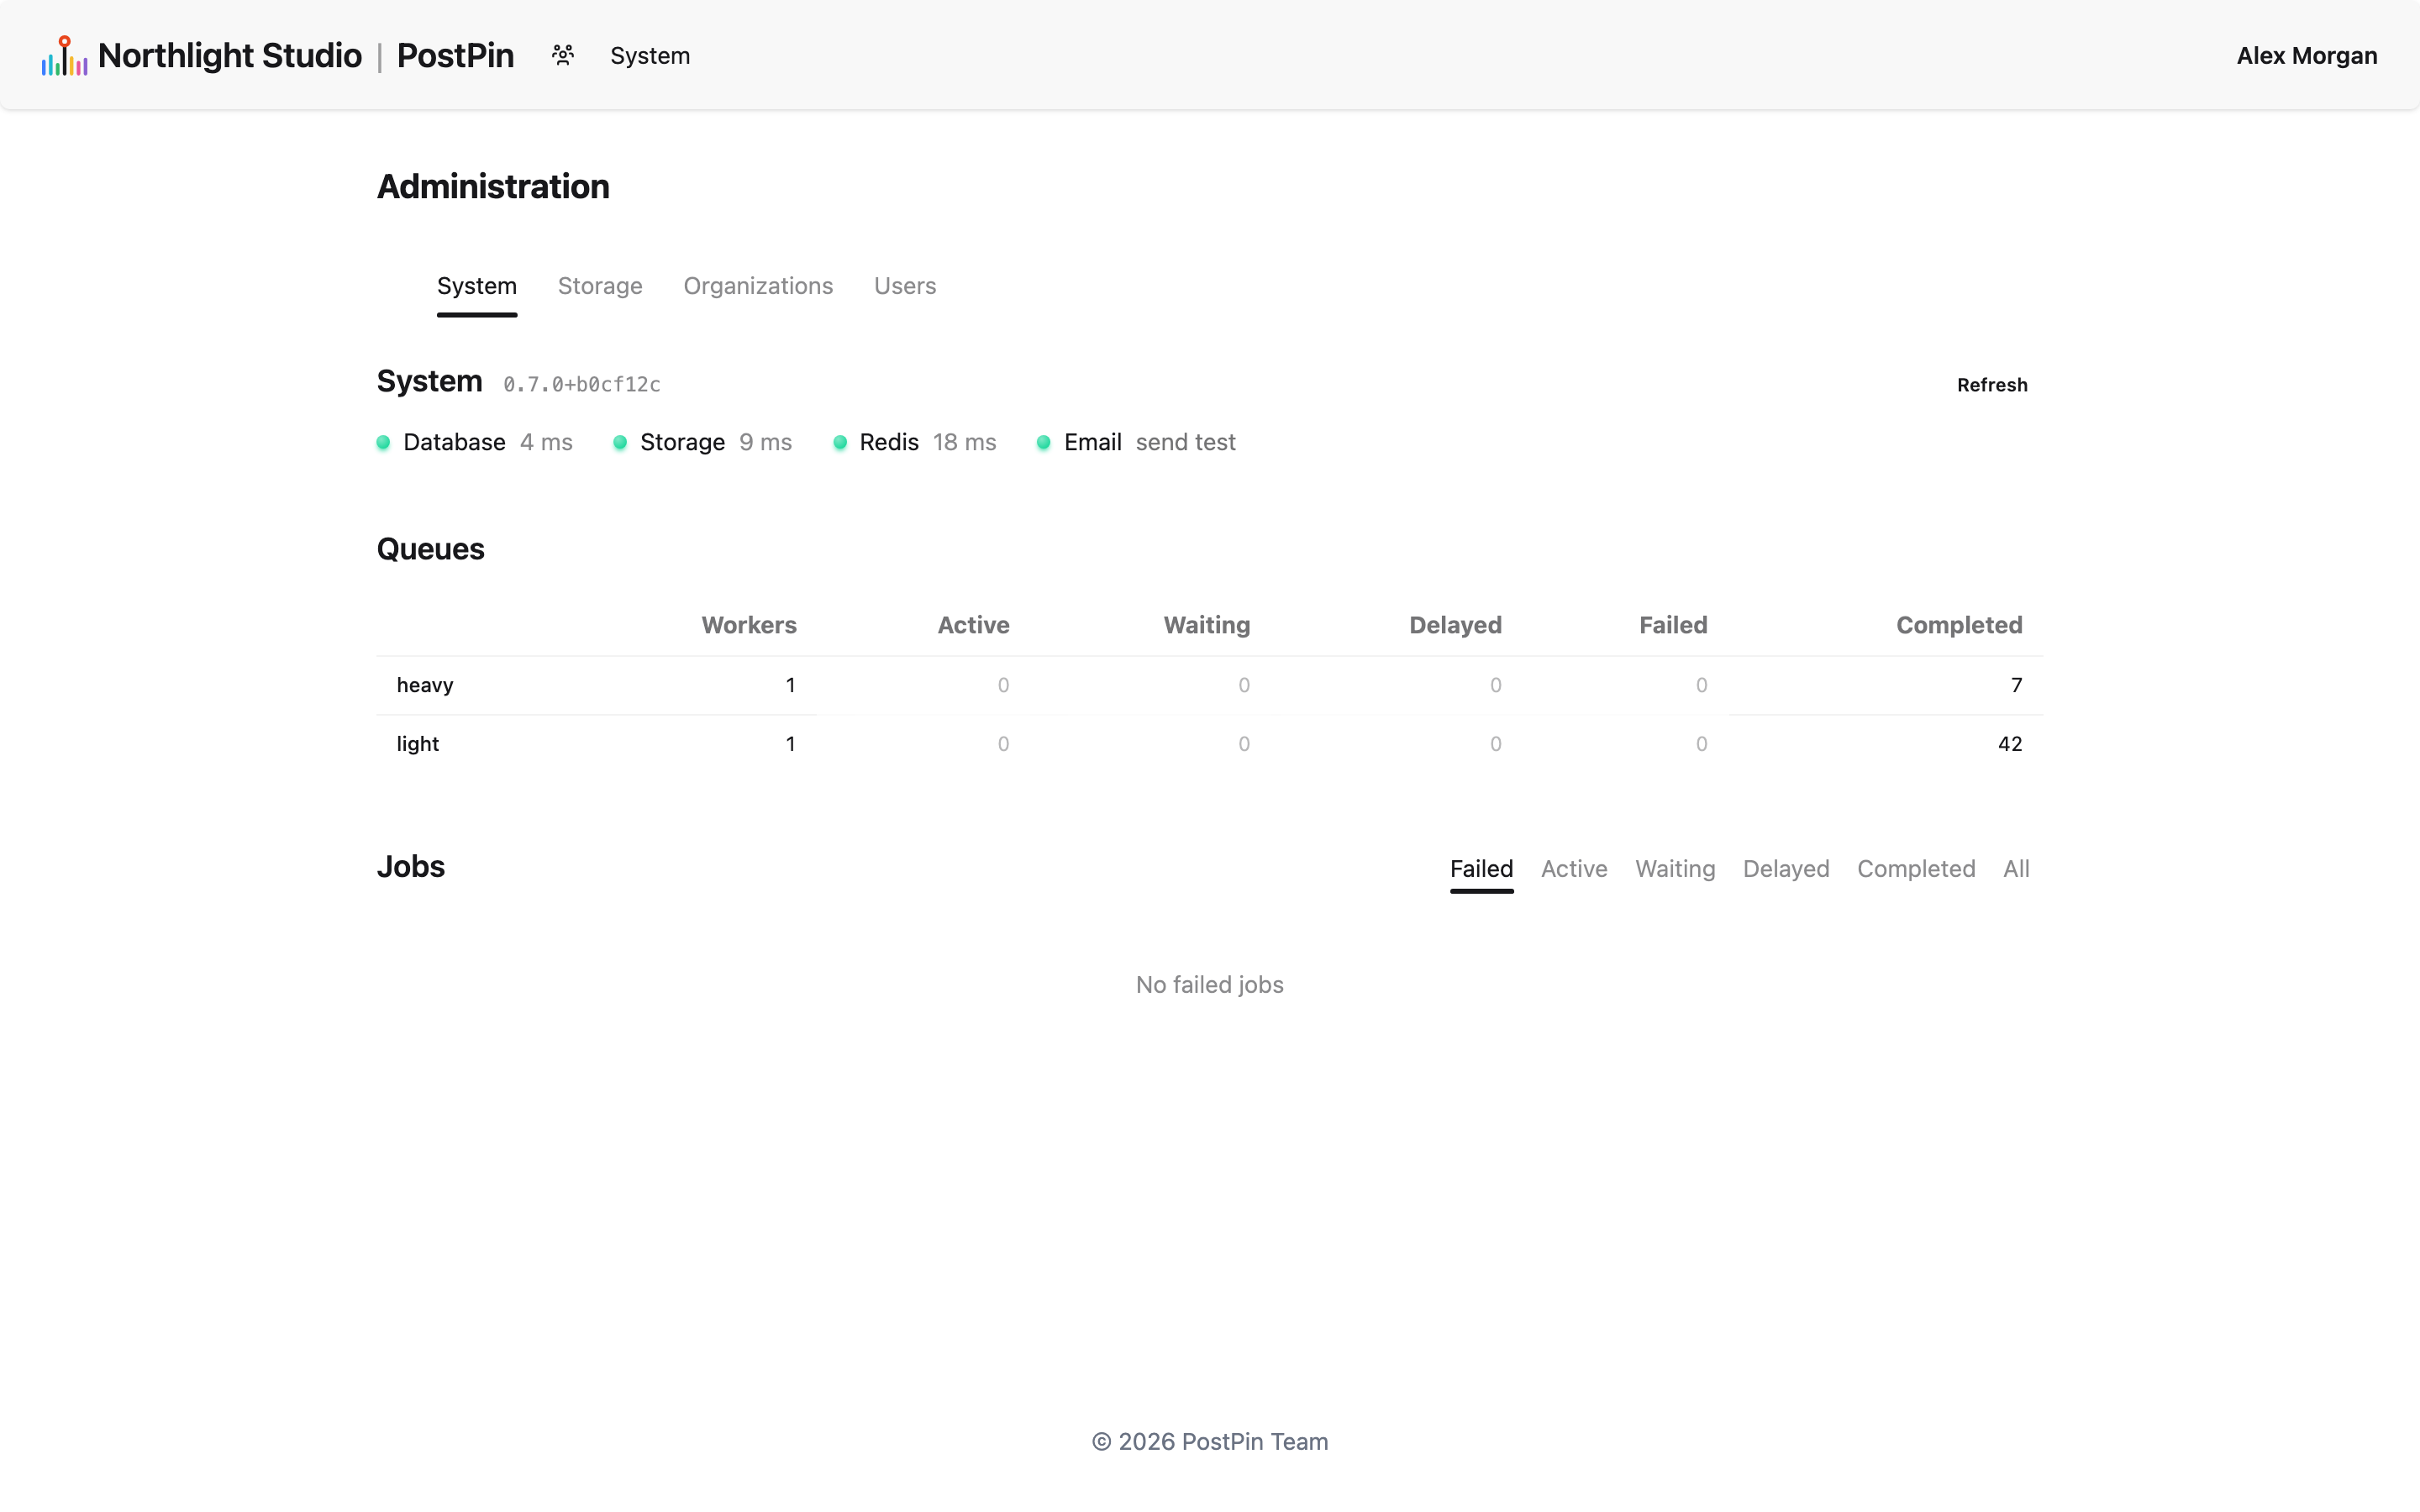 Northlight Studio | PostPin System Alex Morgan
Administration
System Storage Organizations Users
System 0.7.0+b0cf12c Refresh
Database 4 ms Storage 9 ms Redis 18 ms Email send test
Queues
Workers Active Waiting Delayed Failed Completed
heavy 1 0 0 0 0 7
light 1 0 0 0 0 42
Jobs Failed Active Waiting Delayed Completed All
No failed jobs
© 2026 PostPin Team